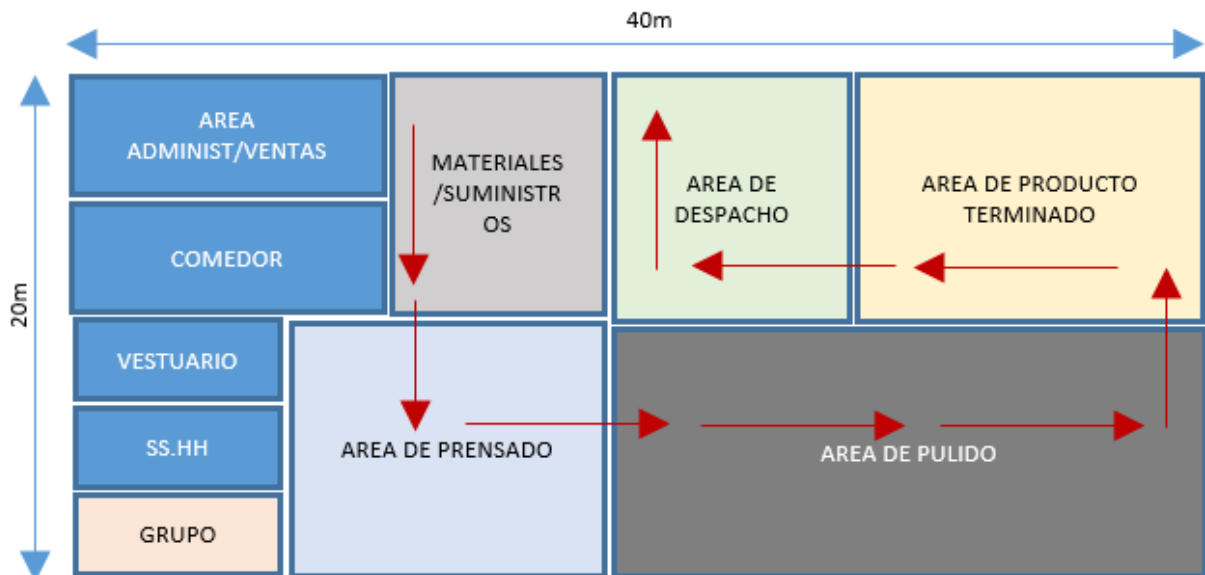 40m
20m
AREA
ADMINIST/VENTAS
MATERIALES
/SUMINISTR
OS
AREA DE
DESPACHO
AREA DE PRODUCTO
TERMINADO
COMEDOR
VESTUARIO
SS.HH
GRUPO
AREA DE PRENSADO
AREA DE PULIDO